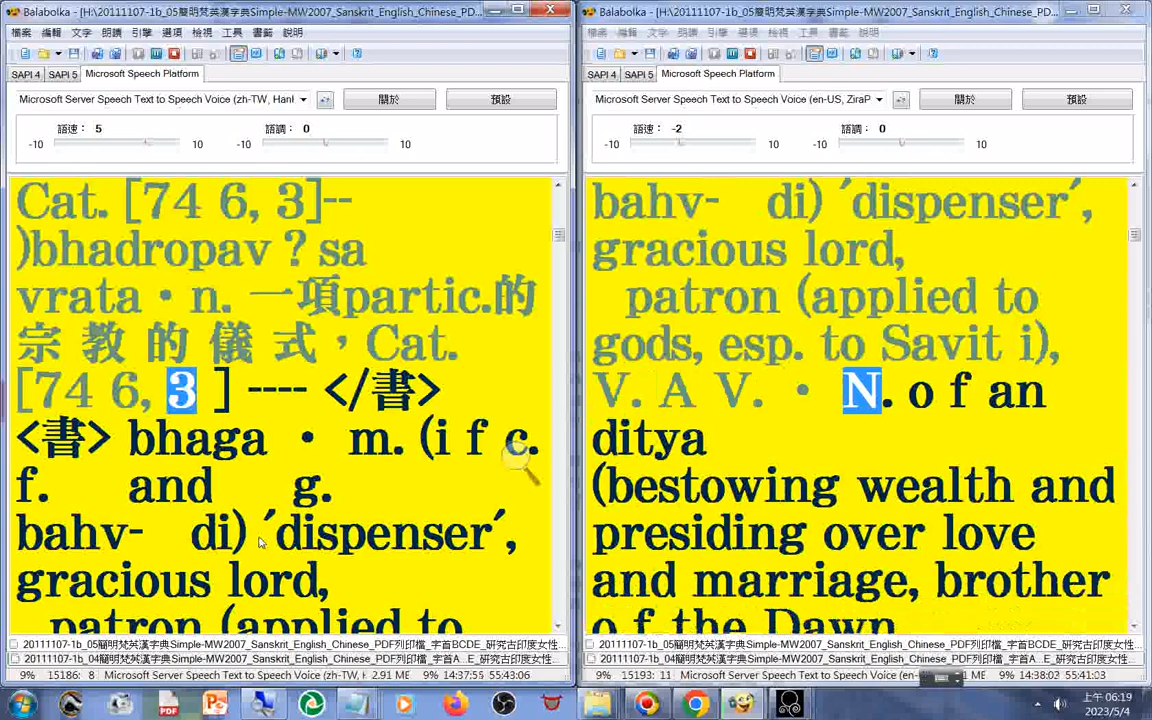 Balabolka - [H:\20111107-1b_05簡明梵英漢字典Simple-MW2007_Sanskrit_English_Chinese_PD...
檔案 編輯 文字 朗讀 引擎 選項 檢視 工具 書籤 說明
SAPI 4 SAPI 5 Microsoft Speech Platform
Microsoft Server Speech Text to Speech Voice (zh-TW, HanH 關於 預設
語速: 5 語調: 0
-10 10 -10 10
Cat. [74 6, 3]--
)bhadropav ? sa
vrata • n. 一項partic.的
宗 教 的 儀 式，Cat.
[74 6, 3 ] ---- </書>
<書> bhaga • m. (i f c.
f. and g.
bahv- di) ´dispenser´,
gracious lord,
patron (applied to
20111107-1b_05簡明梵英漢字典Simple-MW2007_Sanskrit_English_Chinese_PDF列印檔_字首BCDE_研究古印度女性...
20111107-1b_04簡明梵英漢字典Simple-MW2007_Sanskrit_English_Chinese_PDF列印檔_字首A...E_研究古印度女性...
9% 15186: 8 Microsoft Server Speech Text to Speech Voice (zh-TW, H 2.91 ME 9% 14:37:55 55:43:06
Balabolka - [H:\20111107-1b_05簡明梵英漢字典Simple-MW2007_Sanskrit_English_Chinese_PD...
檔案 編輯 文字 朗讀 引擎 選項 檢視 工具 書籤 說明
SAPI 4 SAPI 5 Microsoft Speech Platform
Microsoft Server Speech Text to Speech Voice (en-US, ZiraP 關於 預設
語速: -2 語調: 0
-10 10 -10 10
bahv- di) ´dispenser´,
gracious lord,
patron (applied to
gods, esp. to Savit i),
V. A V. • N. o f an
ditya
(bestowing wealth and
presiding over love
and marriage, brother
o f the Dawn
20111107-1b_05簡明梵英漢字典Simple-MW2007_Sanskrit_English_Chinese_PDF列印檔_字首BCDE_研究古印度女性...
20111107-1b_04簡明梵英漢字典Simple-MW2007_Sanskrit_English_Chinese_PDF列印檔_字首A...E_研究古印度女性...
9% 15193: 11 Microsoft Server Speech Text to Speech Voice ME 9% 14:38:02 55:41:03
上午 06:19
2023/5/4